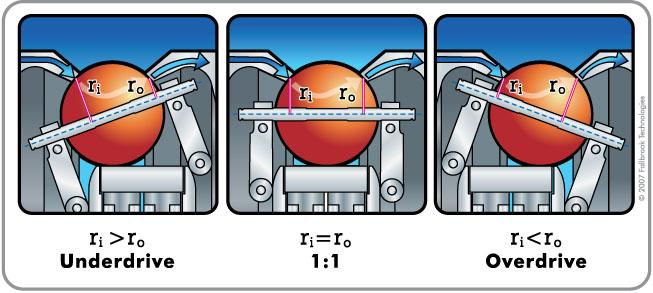 ri ro
ri ro
ri ro
ri > ro
Underdrive
ri = ro
1:1
ri < ro
Overdrive
© 2007 Fallbrook Technologies